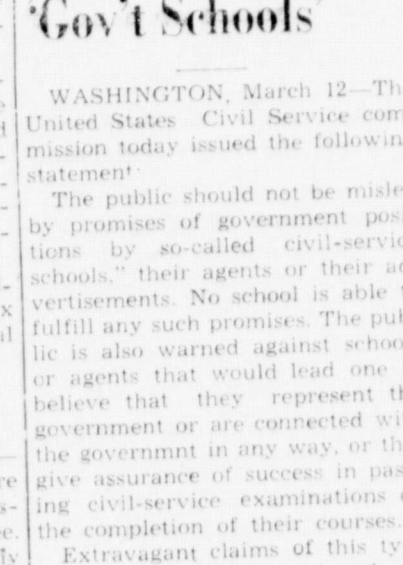 'Gov't Schools'
WASHINGTON, March 12—Th
United States Civil Service com
mission today issued the followin
statement
The public should not be misle
by promises of government posi
tions by so-called civil-servic
schools," their agents or their ad
vertisements. No school is able t
fulfill any such promises. The pub
lic is also warned against schoo
or agents that would lead one
believe that they represent th
government or are connected wi
the governmnt in any way, or th
give assurance of success in pas
ing civil-service examinations o
the completion of their courses.
Extravagant claims of this ty